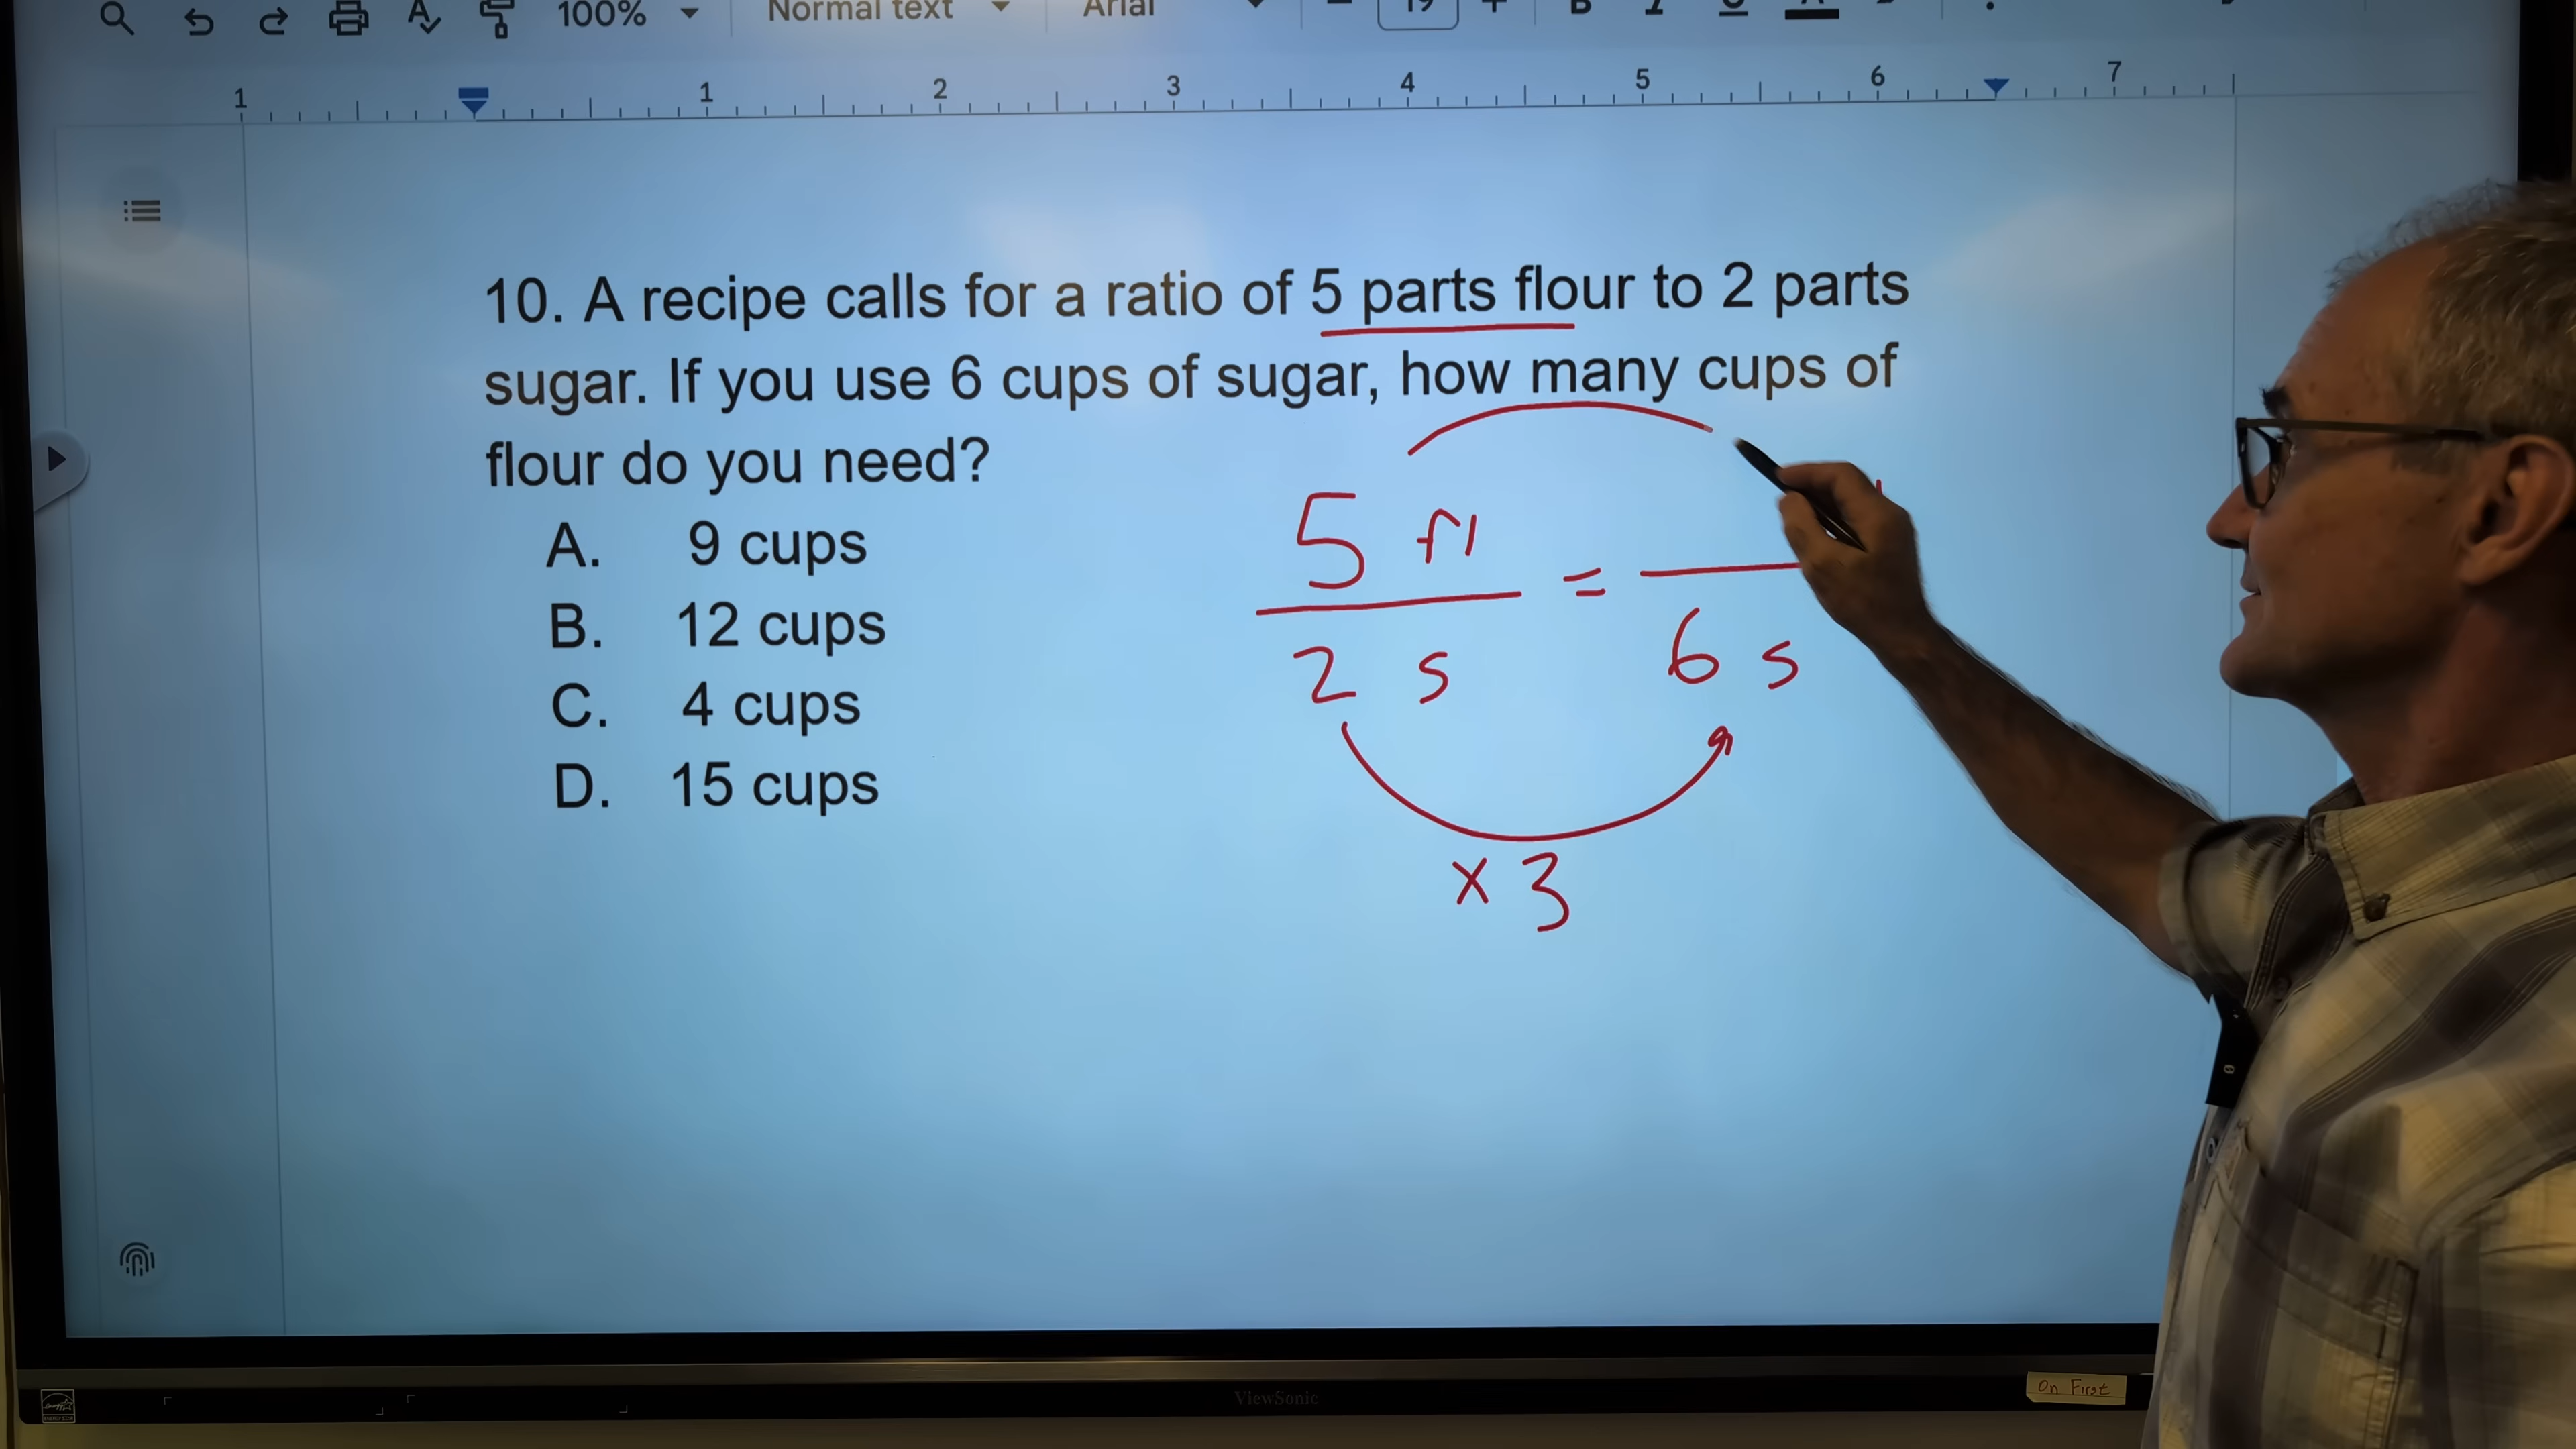 100% Normal text Arial 19 B I U A
1 1 2 3 4 5 6 7
10. A recipe calls for a ratio of 5 parts flour to 2 parts
sugar. If you use 6 cups of sugar, how many cups of
flour do you need?
A. 9 cups
B. 12 cups
C. 4 cups
D. 15 cups
5 fl
=
2 s
6 s
x 3
ViewSonic
On First